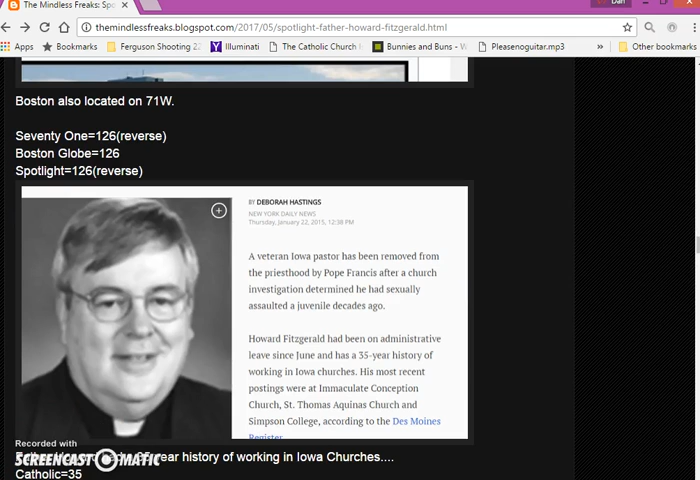 The Mindless Freaks: Spo
Dan
themindlessfreaks.blogspot.com/2017/05/spotlight-father-howard-fitzgerald.html
Apps Bookmarks Ferguson Shooting 22 Illuminati The Catholic Church Bunnies and Buns - W Pleasenoguitar.mp3 » Other bookmarks
Boston also located on 71W.
Seventy One=126(reverse)
Boston Globe=126
Spotlight=126(reverse)
BY DEBORAH HASTINGS
NEW YORK DAILY NEWS
Thursday, January 22, 2015, 12:38 PM
A veteran Iowa pastor has been removed from
the priesthood by Pope Francis after a church
investigation determined he had sexually
assaulted a juvenile decades ago.
Howard Fitzgerald had been on administrative
leave since June and has a 35-year history of
working in Iowa churches. His most recent
postings were at Immaculate Conception
Church, St. Thomas Aquinas Church and
Simpson College, according to the Des Moines
Register.
Recorded with
SCREENCAST O MATIC
year history of working in Iowa Churches....
Catholic=35